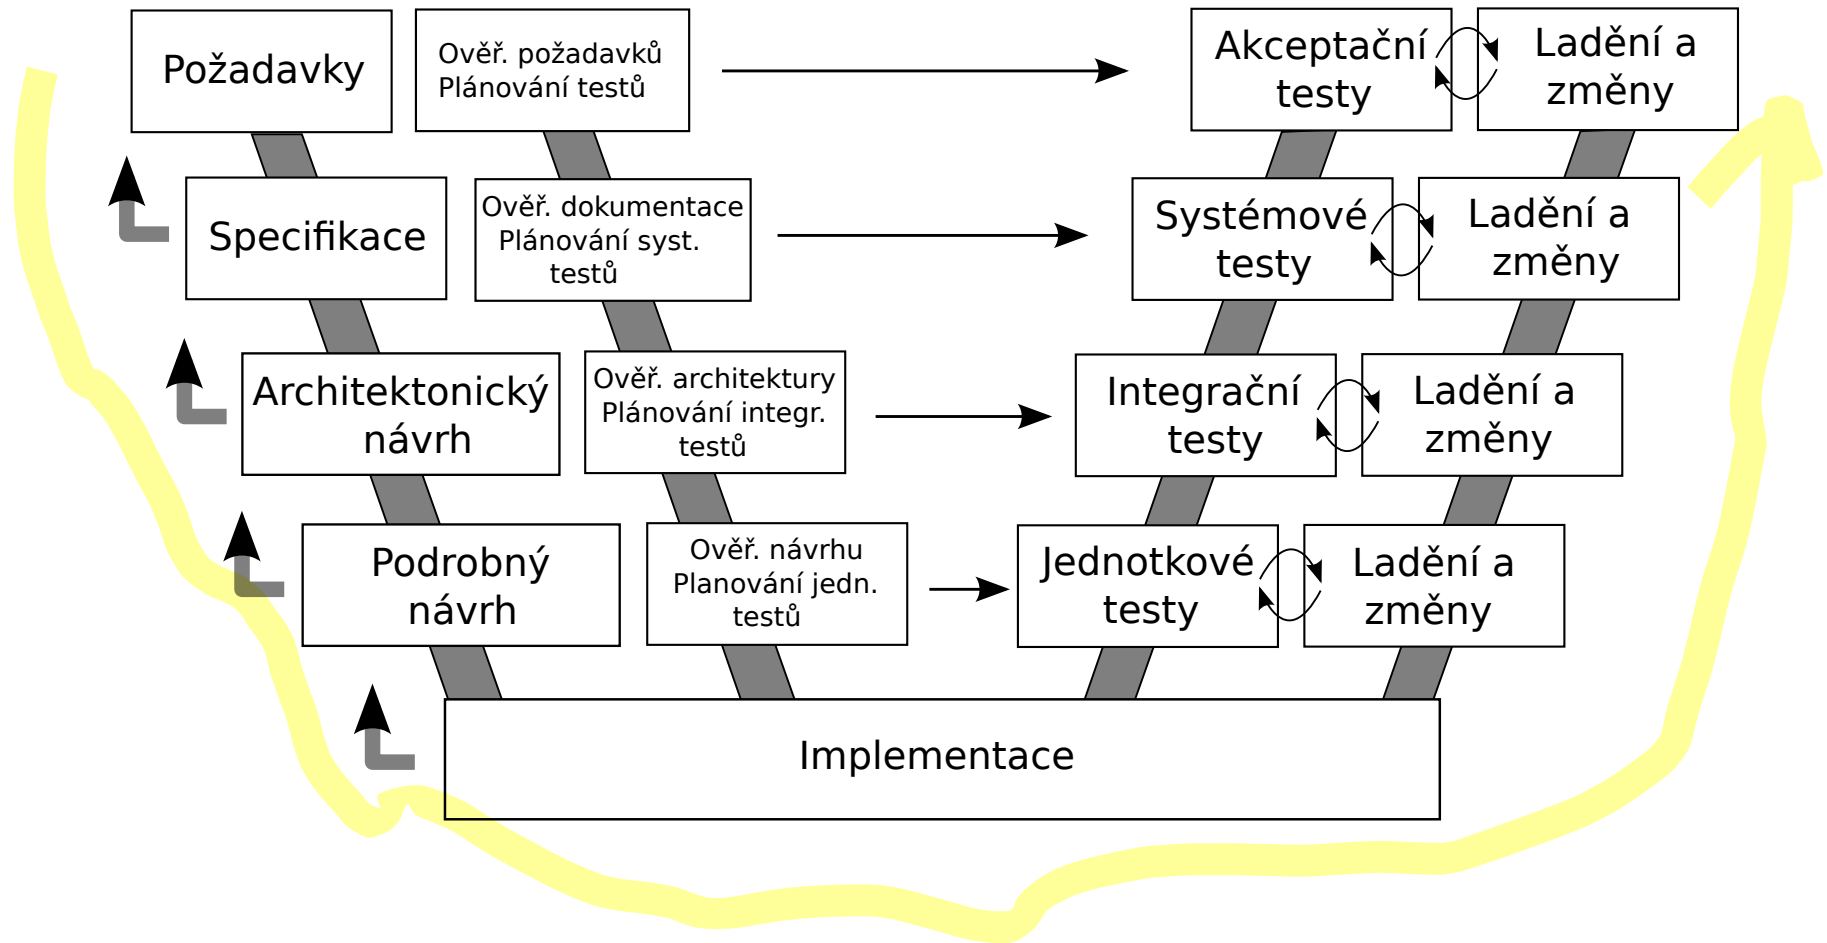 Požadavky
Ověř. požadavků
Plánování testů
Akceptační
testy
Ladění a
změny
Specifikace
Ověř. dokumentace
Plánování syst.
testů
Systémové
testy
Ladění a
změny
Architektonický
návrh
Ověř. architektury
Plánování integr.
testů
Integrační
testy
Ladění a
změny
Podrobný
návrh
Ověř. návrhu
Planování jedn.
testů
Jednotkové
testy
Ladění a
změny
Implementace